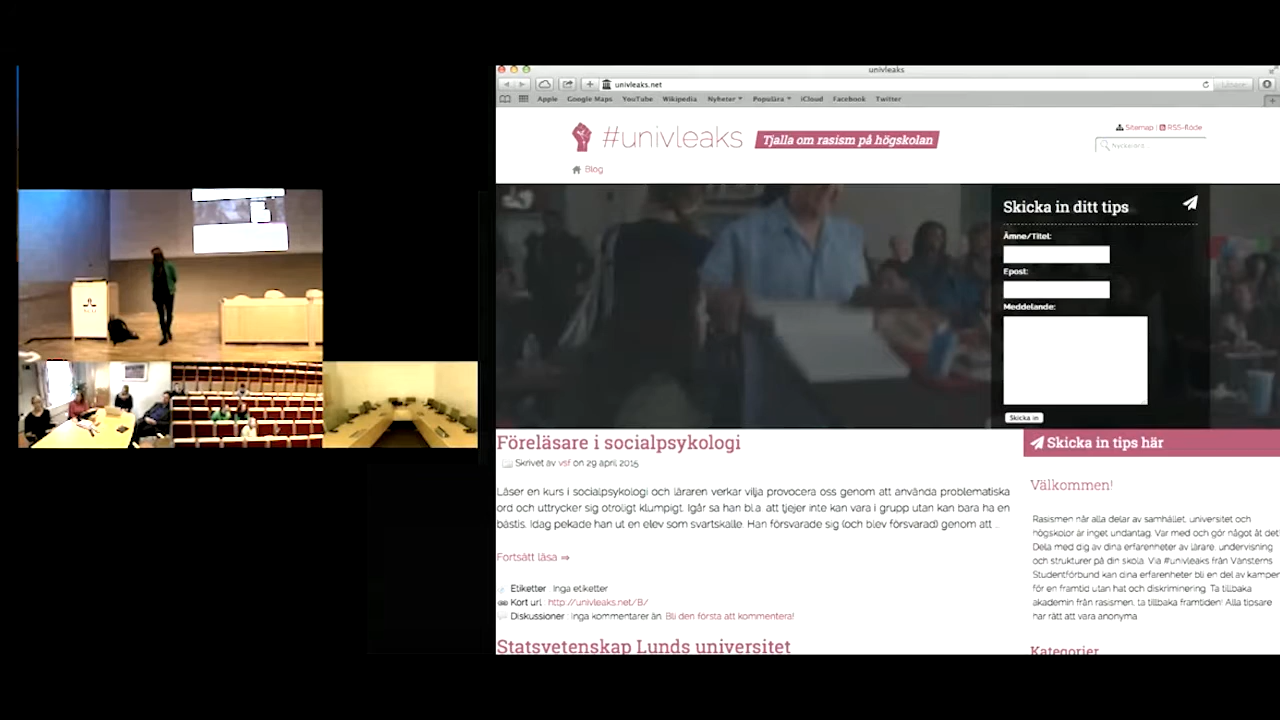 univleaks
univleaks.net
Apple Google Maps YouTube Wikipedia Nyheter Populära iCloud Facebook Twitter
#univleaks Tjalla om rasism på högskolan
Sitemap | RSS-flöde
Blog
Skicka in ditt tips
Ämne/Titel:
Epost:
Meddelande:
Skicka in
Föreläsare i socialpsykologi
Skrivet av vsf on 29 april 2015
Läser en kurs i socialpsykologi och läraren verkar vilja provocera oss genom att använda problematiska
ord och uttrycker sig otroligt klumpigt. Igår sa han bl.a. att tjejer inte kan vara i grupp utan kan bara ha en
bästis. Idag pekade han ut en elev som svartskalle. Han försvarade sig (och blev försvarad) genom att ...
Fortsätt läsa ⇒
Etiketter : Inga etiketter
Kort url : http://univleaks.net/B/
Diskussioner : Inga kommentarer än. Bli den första att kommentera!
Statsvetenskap Lunds universitet
Skicka in tips här
Välkommen!
Rasismen når alla delar av samhället, universitet och
högskolor är inget undantag. Var med och gör något åt det!
Dela med dig av dina erfarenheter av lärare, undervisning
och strukturer på din skola. Via #univleaks från Vänsterns
Studentförbund kan dina erfarenheter bli en del av kampen
för en framtid utan hat och diskriminering. Ta tillbaka
akademin från rasismen, ta tillbaka framtiden! Alla tipsare
har rätt att vara anonyma
Kategorier